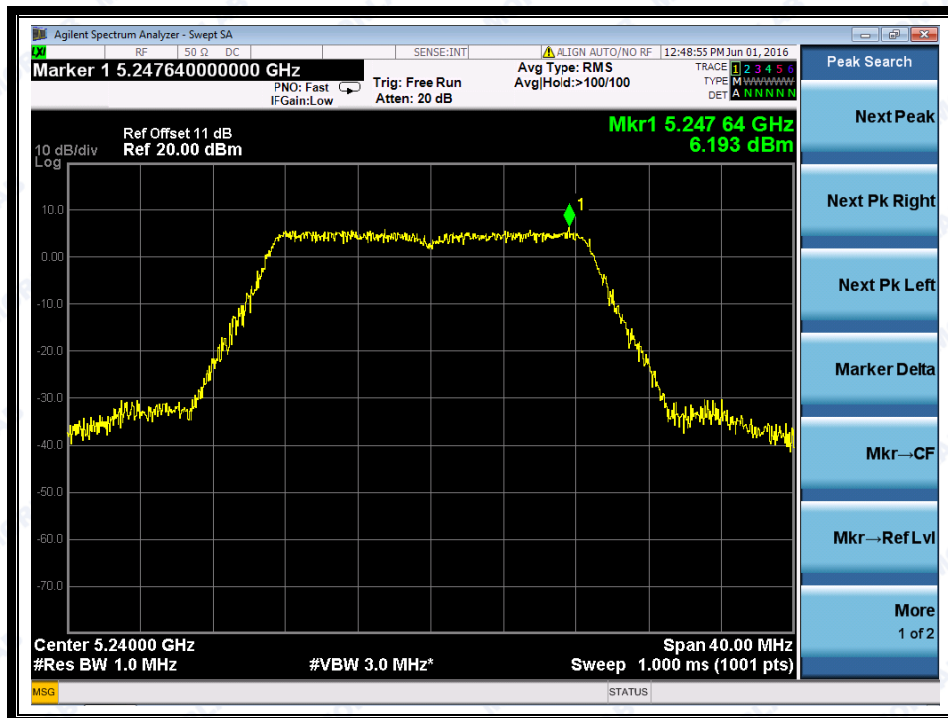 Agilent Spectrum Analyzer - Swept SA
LXI RF 50 Ω DC SENSE:INT ALIGN AUTO/NO RF 12:48:55 PM Jun 01, 2016
Marker 1 5.247640000000 GHz
PNO: Fast
IFGain:Low
Trig: Free Run
Atten: 20 dB
Avg Type: RMS
Avg|Hold:>100/100
TRACE 1 2 3 4 5 6
TYPE M WWWWW
DET A N N N N N
Mkr1 5.247 64 GHz
6.193 dBm
Ref Offset 11 dB
10 dB/div Ref 20.00 dBm
Log
1
10.0
0.00
-10.0
-20.0
-30.0
-40.0
-50.0
-60.0
-70.0
Center 5.24000 GHz Span 40.00 MHz
#Res BW 1.0 MHz #VBW 3.0 MHz* Sweep 1.000 ms (1001 pts)
MSG STATUS
Peak Search
Next Peak
Next Pk Right
Next Pk Left
Marker Delta
Mkr→CF
Mkr→Ref Lvl
More
1 of 2